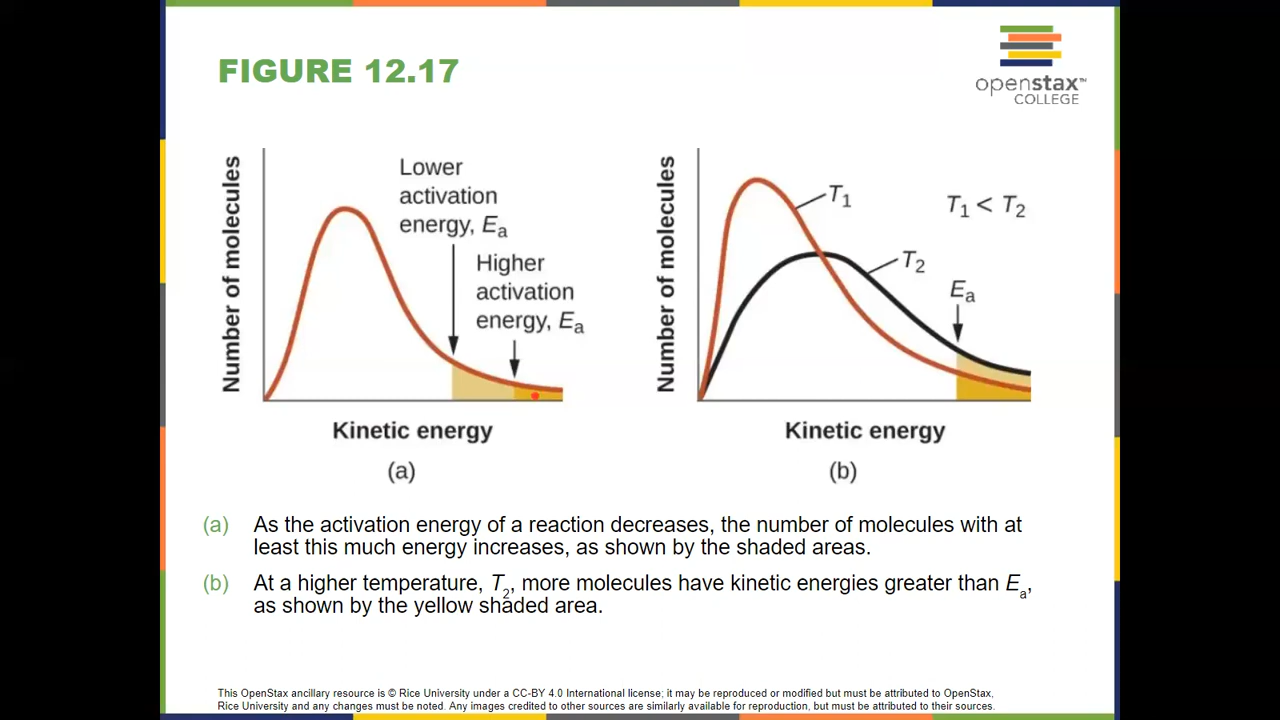 FIGURE 12.17
openstax™
COLLEGE
Number of molecules
Lower
activation
energy, Eₐ
Higher
activation
energy, Eₐ
Kinetic energy
(a)
Number of molecules
T₁
T₁ < T₂
T₂
Eₐ
Kinetic energy
(b)
(a) As the activation energy of a reaction decreases, the number of molecules with at
least this much energy increases, as shown by the shaded areas.
(b) At a higher temperature, T₂, more molecules have kinetic energies greater than Eₐ,
as shown by the yellow shaded area.
This OpenStax ancillary resource is © Rice University under a CC-BY 4.0 International license; it may be reproduced or modified but must be attributed to OpenStax,
Rice University and any changes must be noted. Any images credited to other sources are similarly available for reproduction, but must be attributed to their sources.